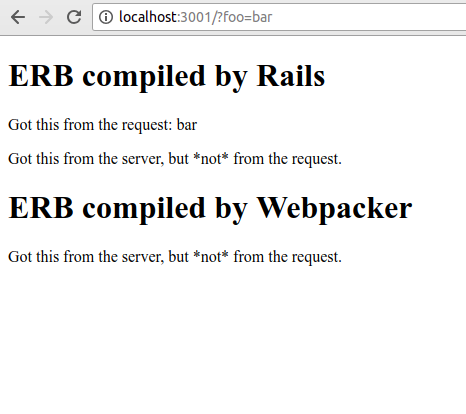 localhost:3001/?foo=bar
ERB compiled by Rails
Got this from the request: bar
Got this from the server, but *not* from the request.
ERB compiled by Webpacker
Got this from the server, but *not* from the request.